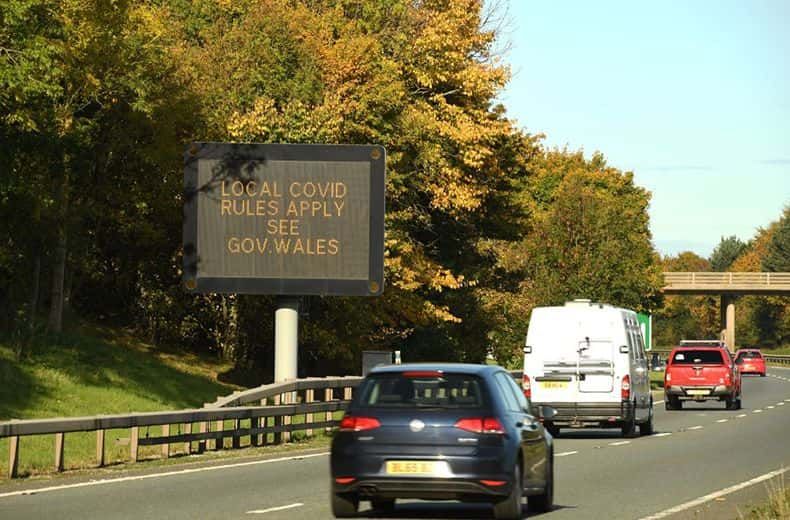 LOCAL COVID
RULES APPLY
SEE
GOV.WALES